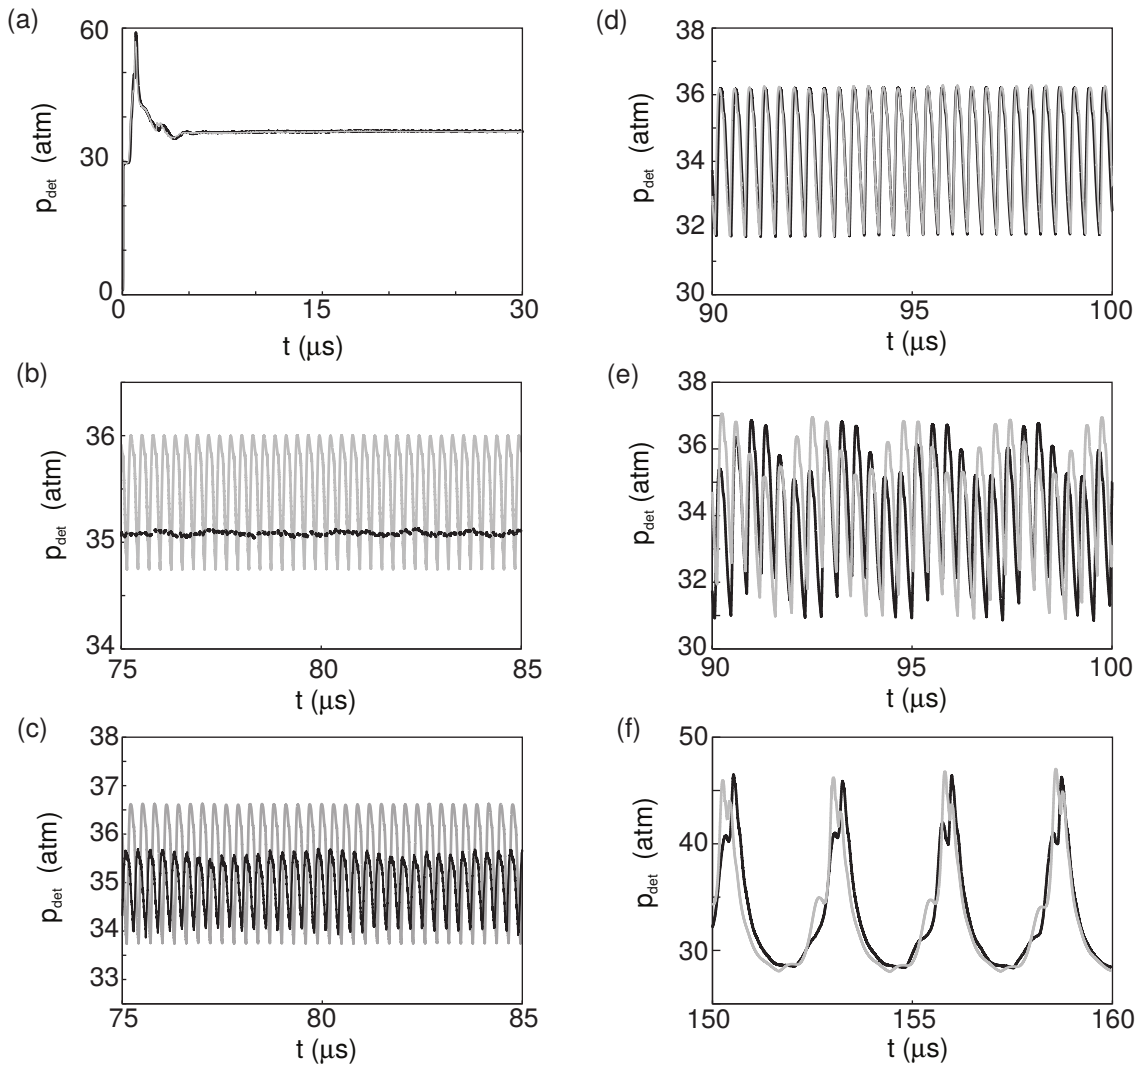 (a)
60
30
0
p_det (atm)
0 15 30
t (μs)
(b)
36
35
34
p_det (atm)
75 80 85
t (μs)
(c)
38
37
36
35
34
33
p_det (atm)
75 80 85
t (μs)
(d)
38
36
34
32
30
p_det (atm)
90 95 100
t (μs)
(e)
38
36
34
32
30
p_det (atm)
90 95 100
t (μs)
(f)
50
40
30
p_det (atm)
150 155 160
t (μs)